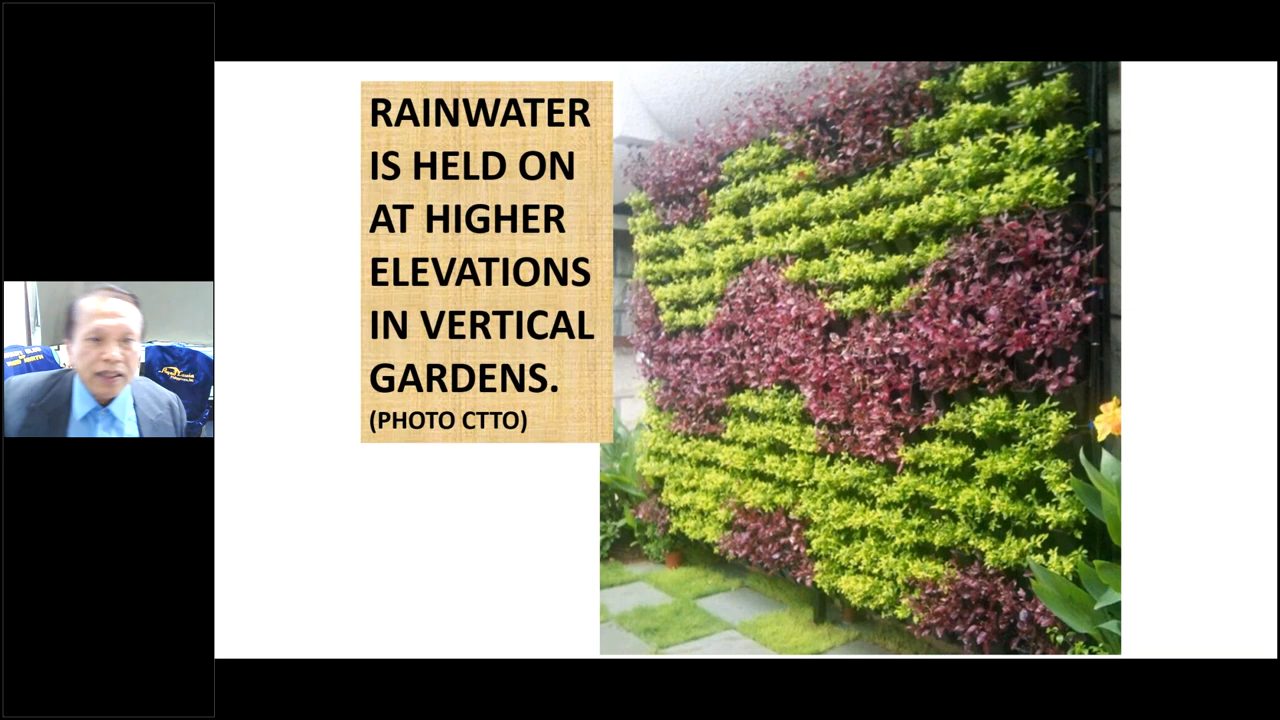 RAINWATER
IS HELD ON
AT HIGHER
ELEVATIONS
IN VERTICAL
GARDENS.
(PHOTO CTTO)